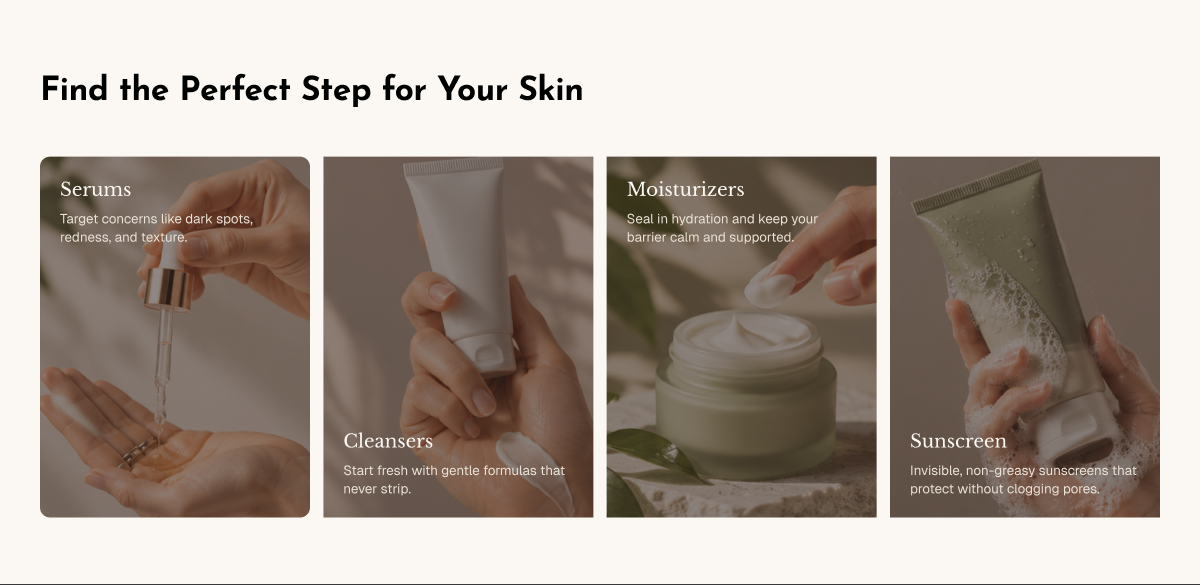 Find the Perfect Step for Your Skin
Serums
Target concerns like dark spots,
redness, and texture.
Cleansers
Start fresh with gentle formulas that
never strip.
Moisturizers
Seal in hydration and keep your
barrier calm and supported.
Sunscreen
Invisible, non-greasy sunscreens that
protect without clogging pores.